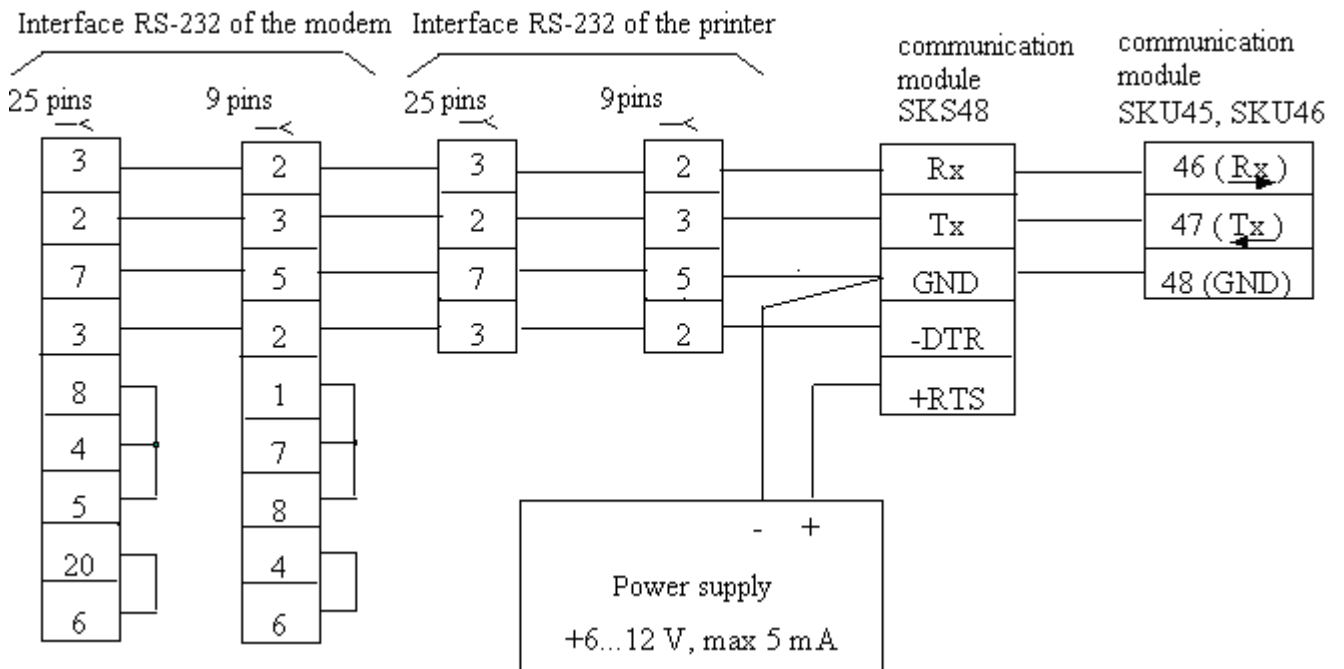 Interface RS-232 of the modem
Interface RS-232 of the printer
communication
module
SKS48
communication
module
SKU45, SKU46
25 pins
9 pins
25 pins
9pins
3
2
7
3
8
4
5
20
6
2
3
5
2
1
7
8
4
6
3
2
7
3
2
3
5
2
Rx
Tx
GND
-DTR
+RTS
46 (Rx)
47 (Tx)
48 (GND)
- +
Power supply
+6...12 V, max 5 mA